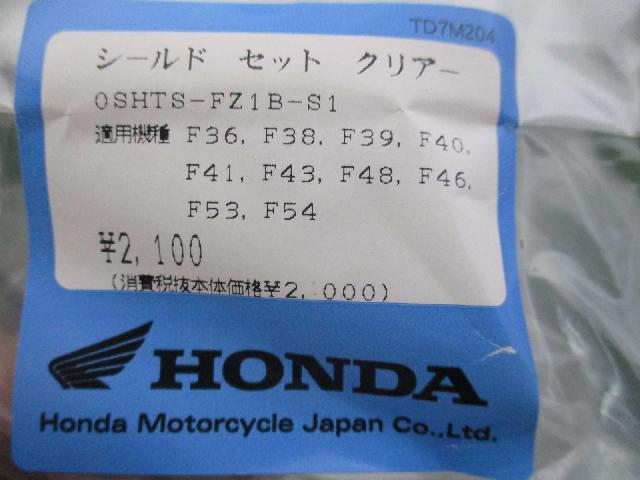 TD7M204
シールド セット クリアー
0SHTS-FZ1B-S1
適用機種 F36, F38, F39, F40,
F41, F43, F48, F46,
F53, F54
¥2,100
(消費税抜本体価格¥2,000)
HONDA
Honda Motorcycle Japan Co.,Ltd.